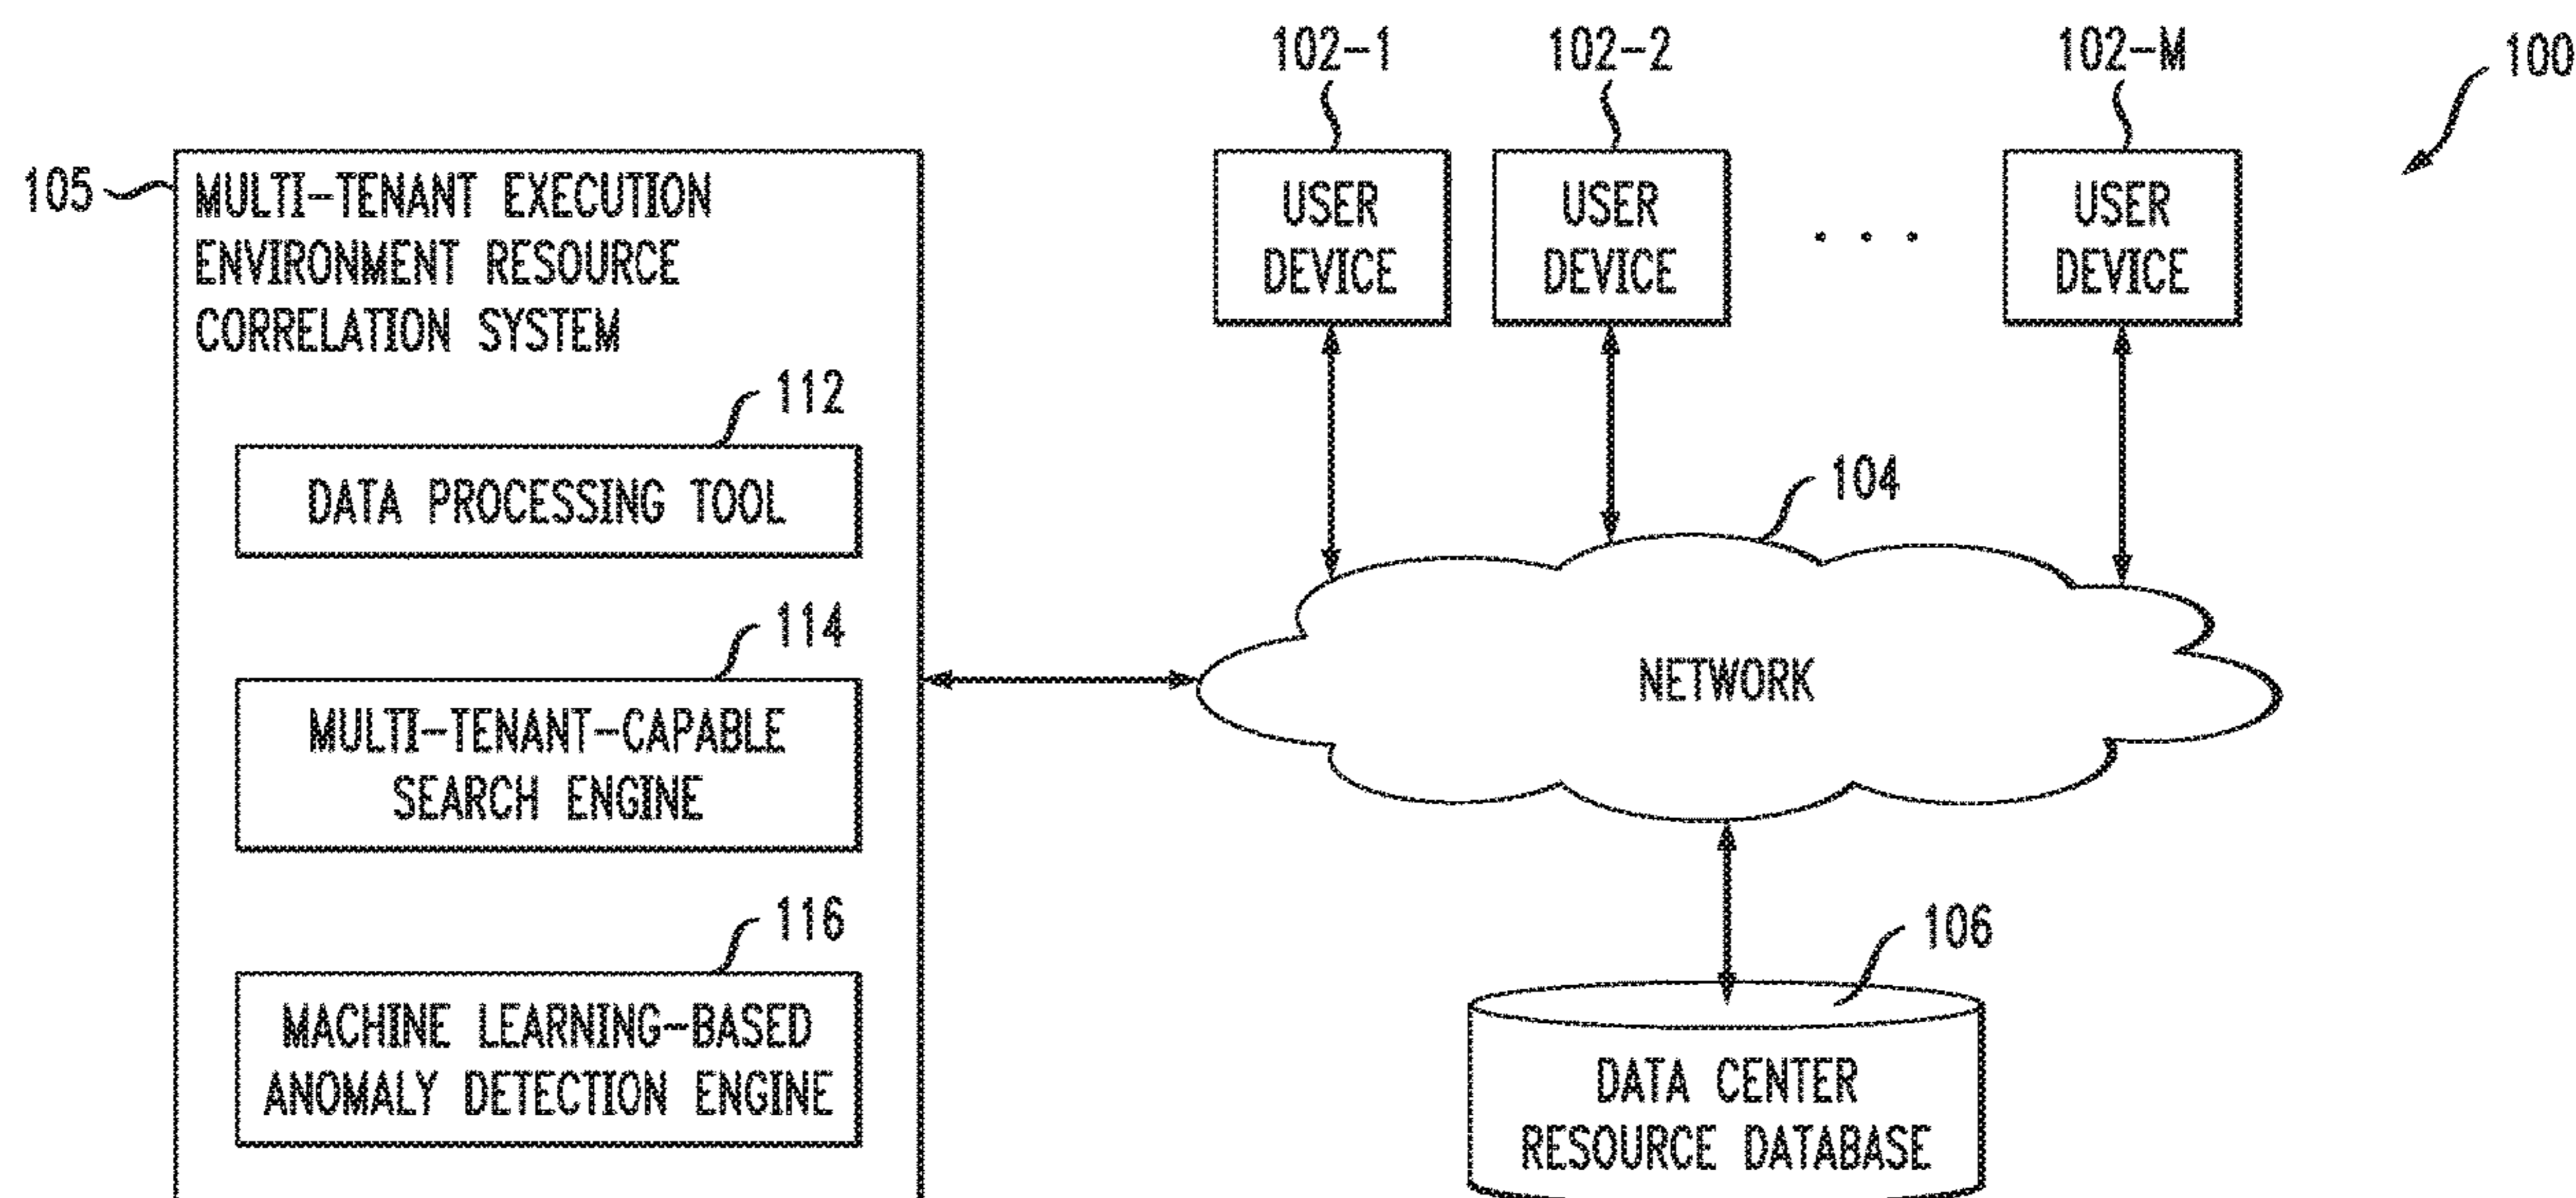 102-1
102-2
102-M
100
105
MULTI-TENANT EXECUTION
ENVIRONMENT RESOURCE
CORRELATION SYSTEM
USER
DEVICE
USER
DEVICE
. . .
USER
DEVICE
112
DATA PROCESSING TOOL
104
114
MULTI-TENANT-CAPABLE
SEARCH ENGINE
NETWORK
116
MACHINE LEARNING-BASED
ANOMALY DETECTION ENGINE
106
DATA CENTER
RESOURCE DATABASE